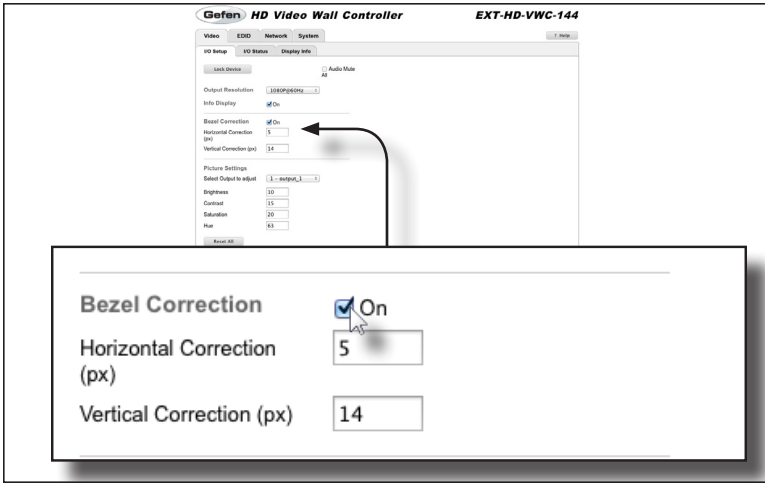 Gefen HD Video Wall Controller EXT-HD-VWC-144
Video EDID Network System ? Help
I/O Setup I/O Status Display Info
Lock Device Audio Mute
All
Output Resolution 1080P@60Hz
Info Display On
Bezel Correction On
Horizontal Correction 5
(px)
Vertical Correction (px) 14
Picture Settings
Select Output to adjust 1 - output_1
Brightness 10
Contrast 15
Saturation 20
Hue 63
Reset All
Bezel Correction On
Horizontal Correction 5
(px)
Vertical Correction (px) 14